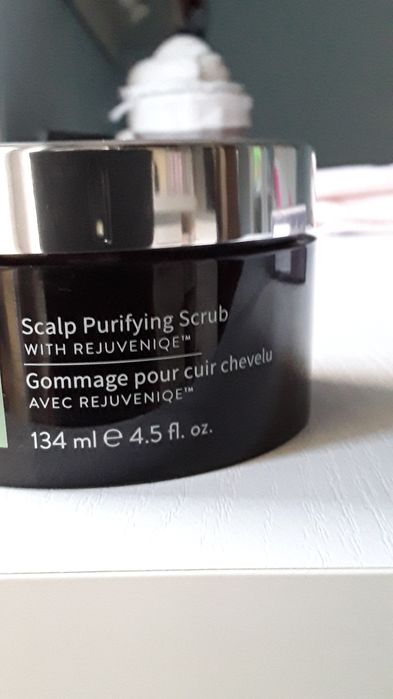 Scalp Purifying Scrub
WITH REJUVENIQE™
Gommage pour cuir chevelu
AVEC REJUVENIQE™
134 ml ℮ 4.5 fl. oz.